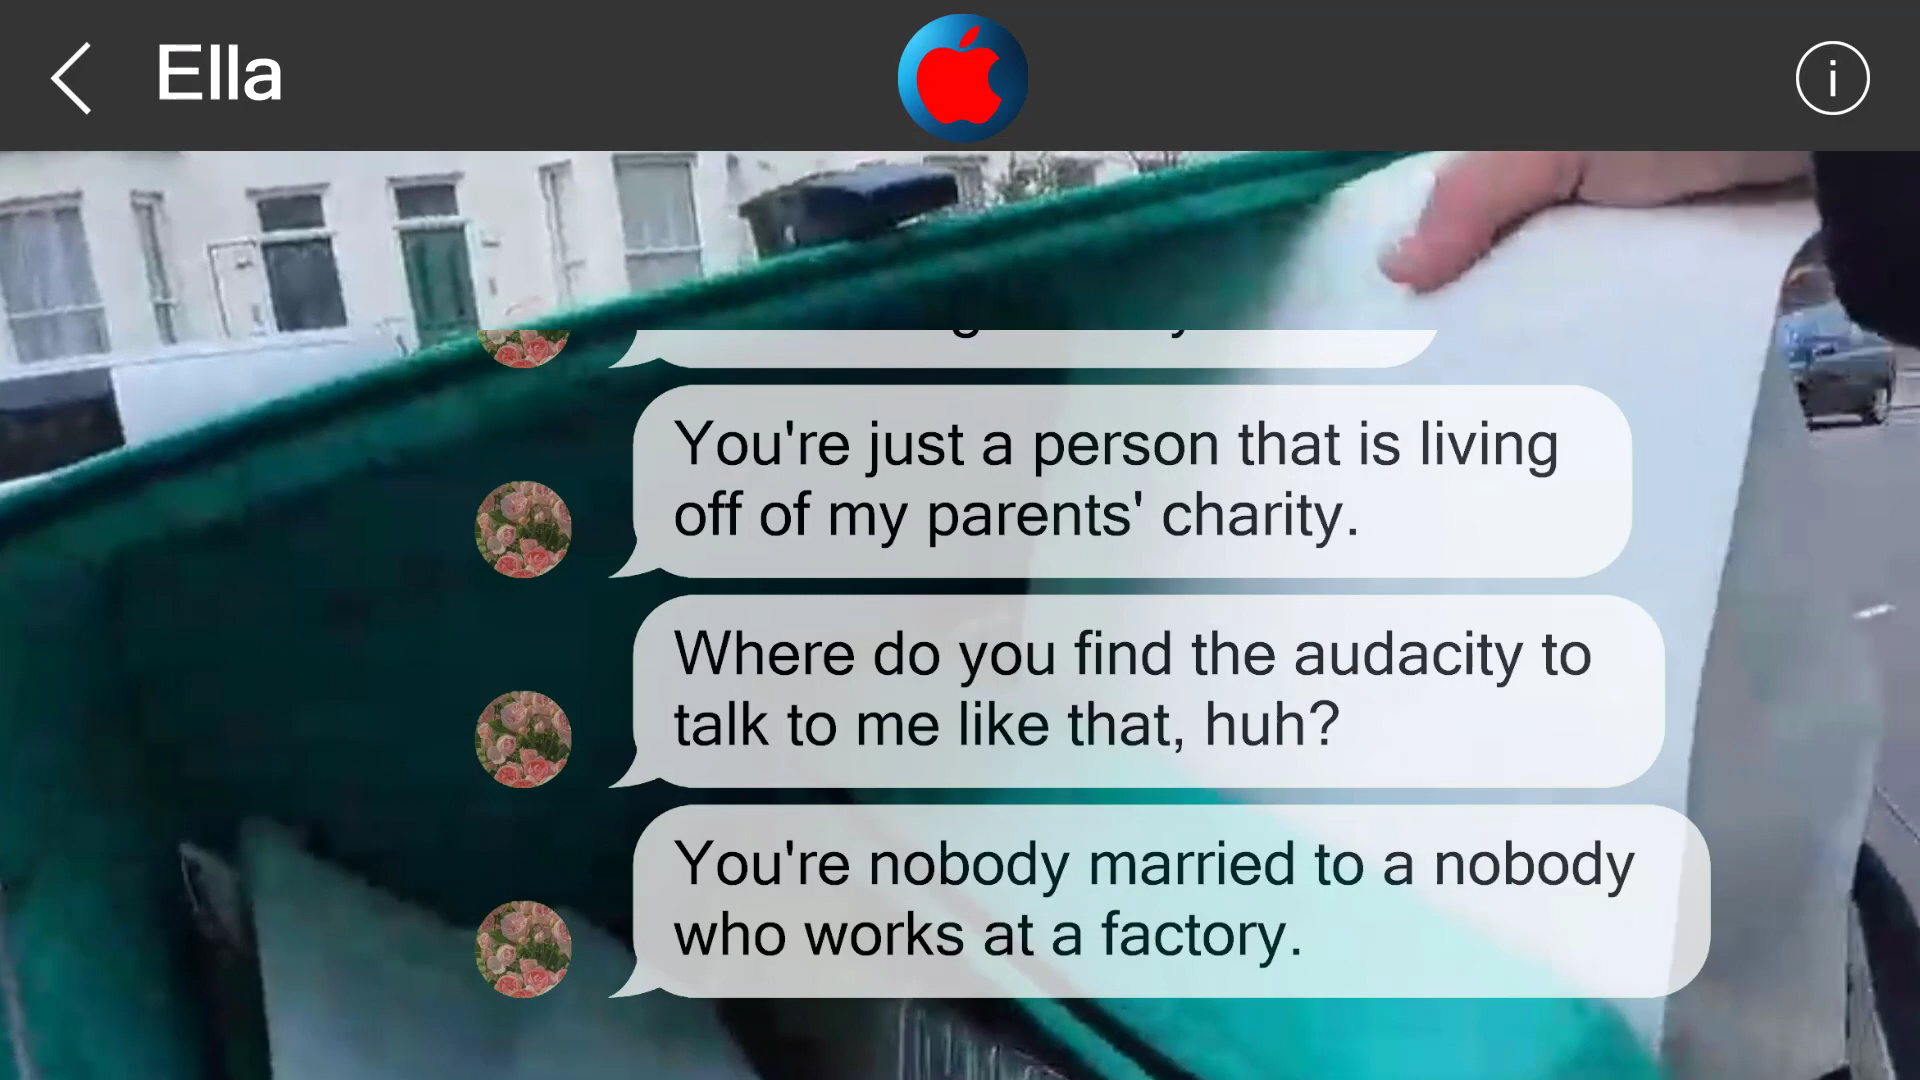 Ella
You're just a person that is living
off of my parents' charity.
Where do you find the audacity to
talk to me like that, huh?
You're nobody married to a nobody
who works at a factory.